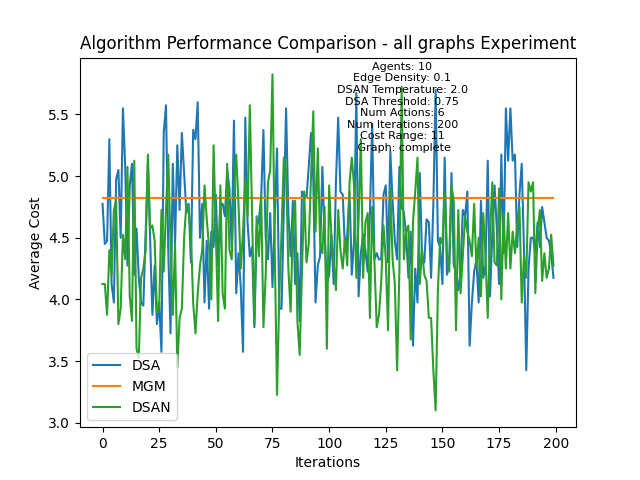 Algorithm Performance Comparison - all graphs Experiment
Agents: 10
Edge Density: 0.1
DSAN Temperature: 2.0
DSA Threshold: 0.75
Num Actions: 6
Num Iterations: 200
Cost Range: 11
Graph: complete
Average Cost
5.5
5.0
4.5
4.0
3.5
3.0
DSA
MGM
DSAN
0
25
50
75
100
125
150
175
200
Iterations